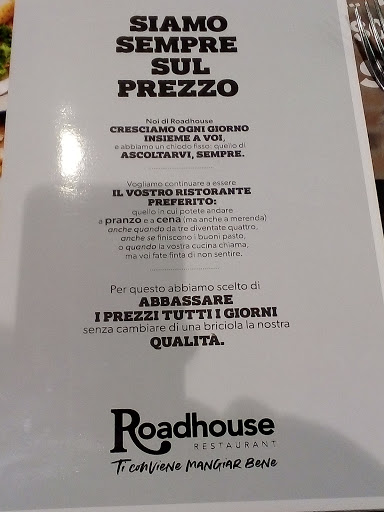 SIAMO
SEMPRE
SUL
PREZZO
Noi di Roadhouse
CRESCIAMO OGNI GIORNO
INSIEME A VOI,
e abbiamo un chiodo fisso: quello di
ASCOLTARVI, SEMPRE.
Vogliamo continuare a essere
IL VOSTRO RISTORANTE
PREFERITO:
quello in cui potete andare
a pranzo e a cena (ma anche a merenda)
anche quando da tre diventate quattro,
anche se finiscono i buoni pasto,
o quando la vostra cucina chiama,
ma voi fate finta di non sentire.
Per questo abbiamo scelto di
ABBASSARE
I PREZZI TUTTI I GIORNI
senza cambiare di una briciola la nostra
QUALITÀ.
Roadhouse
RESTAURANT
Ti conviene MANGIAR BENE